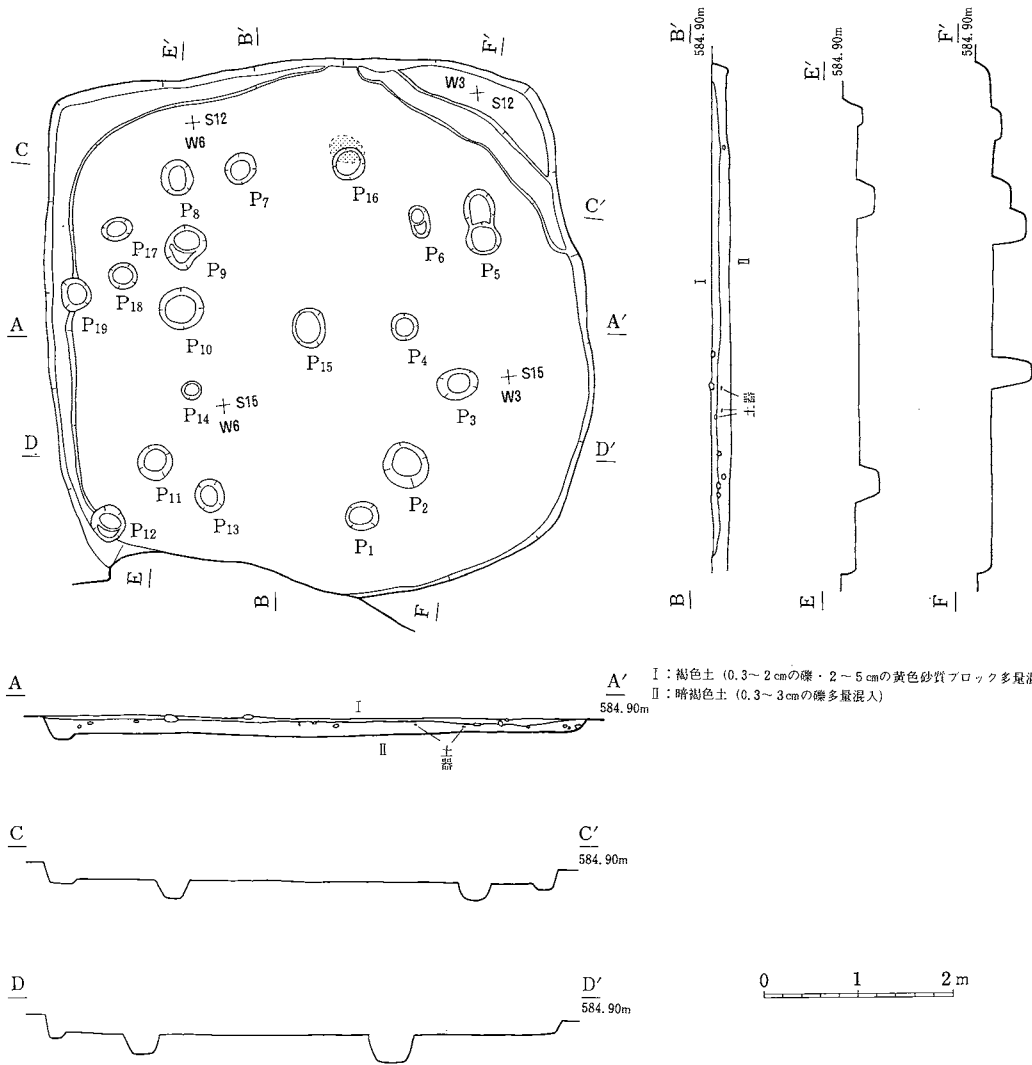 E′
B′
F′
W3
S12
S12
W6
C
C′
P8
P7
P16
P6
P5
P17
P9
P18
P19
P10
P15
P4
A
A′
P3
S15
W3
P14
S15
W6
D
D′
P11
P13
P2
P12
P1
E
B
F
B′
584.90m
E′
584.90m
F′
584.90m
I
II
土器
B
E
F
A
A′
584.90m
I
II
土器
I：褐色土（0.3～2cmの礫・2～5cmの黄色砂質ブロック多量
II：暗褐色土（0.3～3cmの礫多量混入）
C
C′
584.90m
D
D′
584.90m
0 1 2m